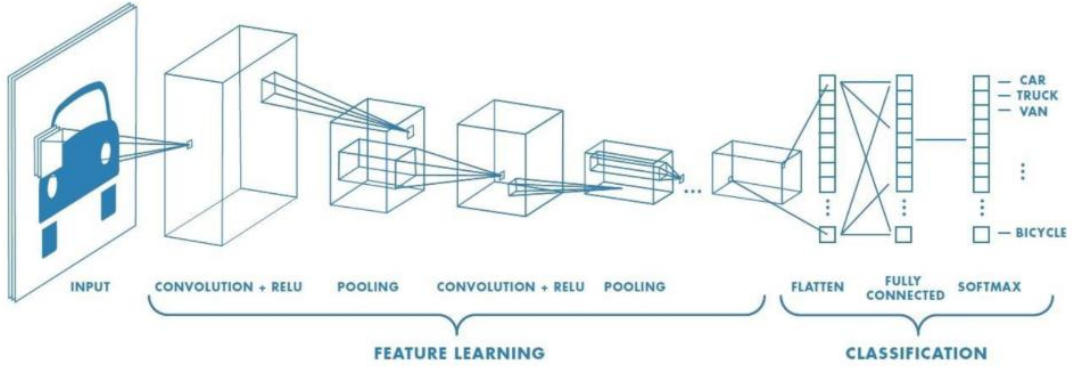 CAR
TRUCK
VAN
BICYCLE
INPUT
CONVOLUTION + RELU
POOLING
CONVOLUTION + RELU
POOLING
FLATTEN
FULLY
CONNECTED
SOFTMAX
FEATURE LEARNING
CLASSIFICATION